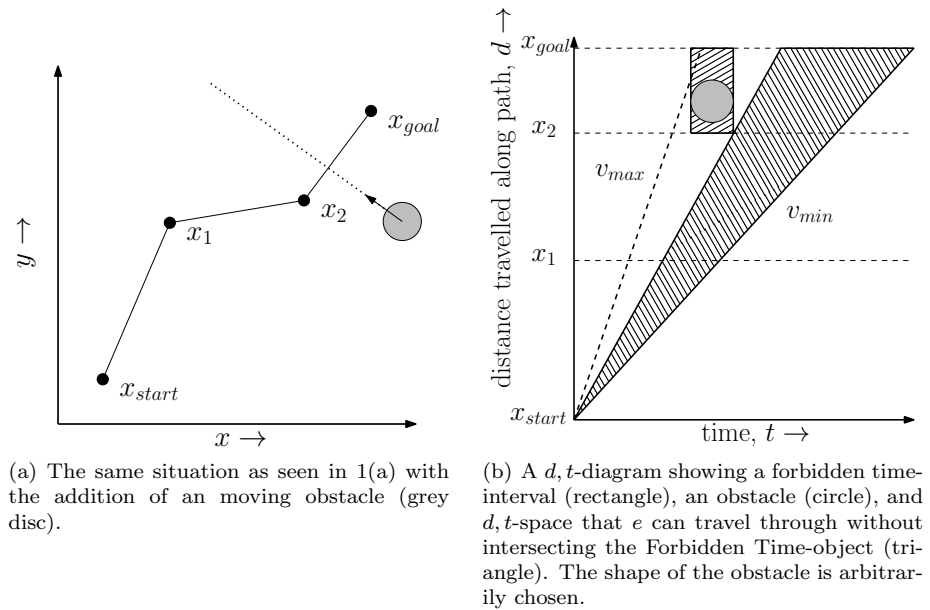 y →
x_goal
x_2
x_1
x_start
x →
(a) The same situation as seen in 1(a) with
the addition of an moving obstacle (grey
disc).
distance travelled along path, d →
x_goal
x_2
v_max
v_min
x_1
x_start
time, t →
(b) A d, t-diagram showing a forbidden time-
interval (rectangle), an obstacle (circle), and
d, t-space that e can travel through without
intersecting the Forbidden Time-object (tri-
angle). The shape of the obstacle is arbitrar-
ily chosen.